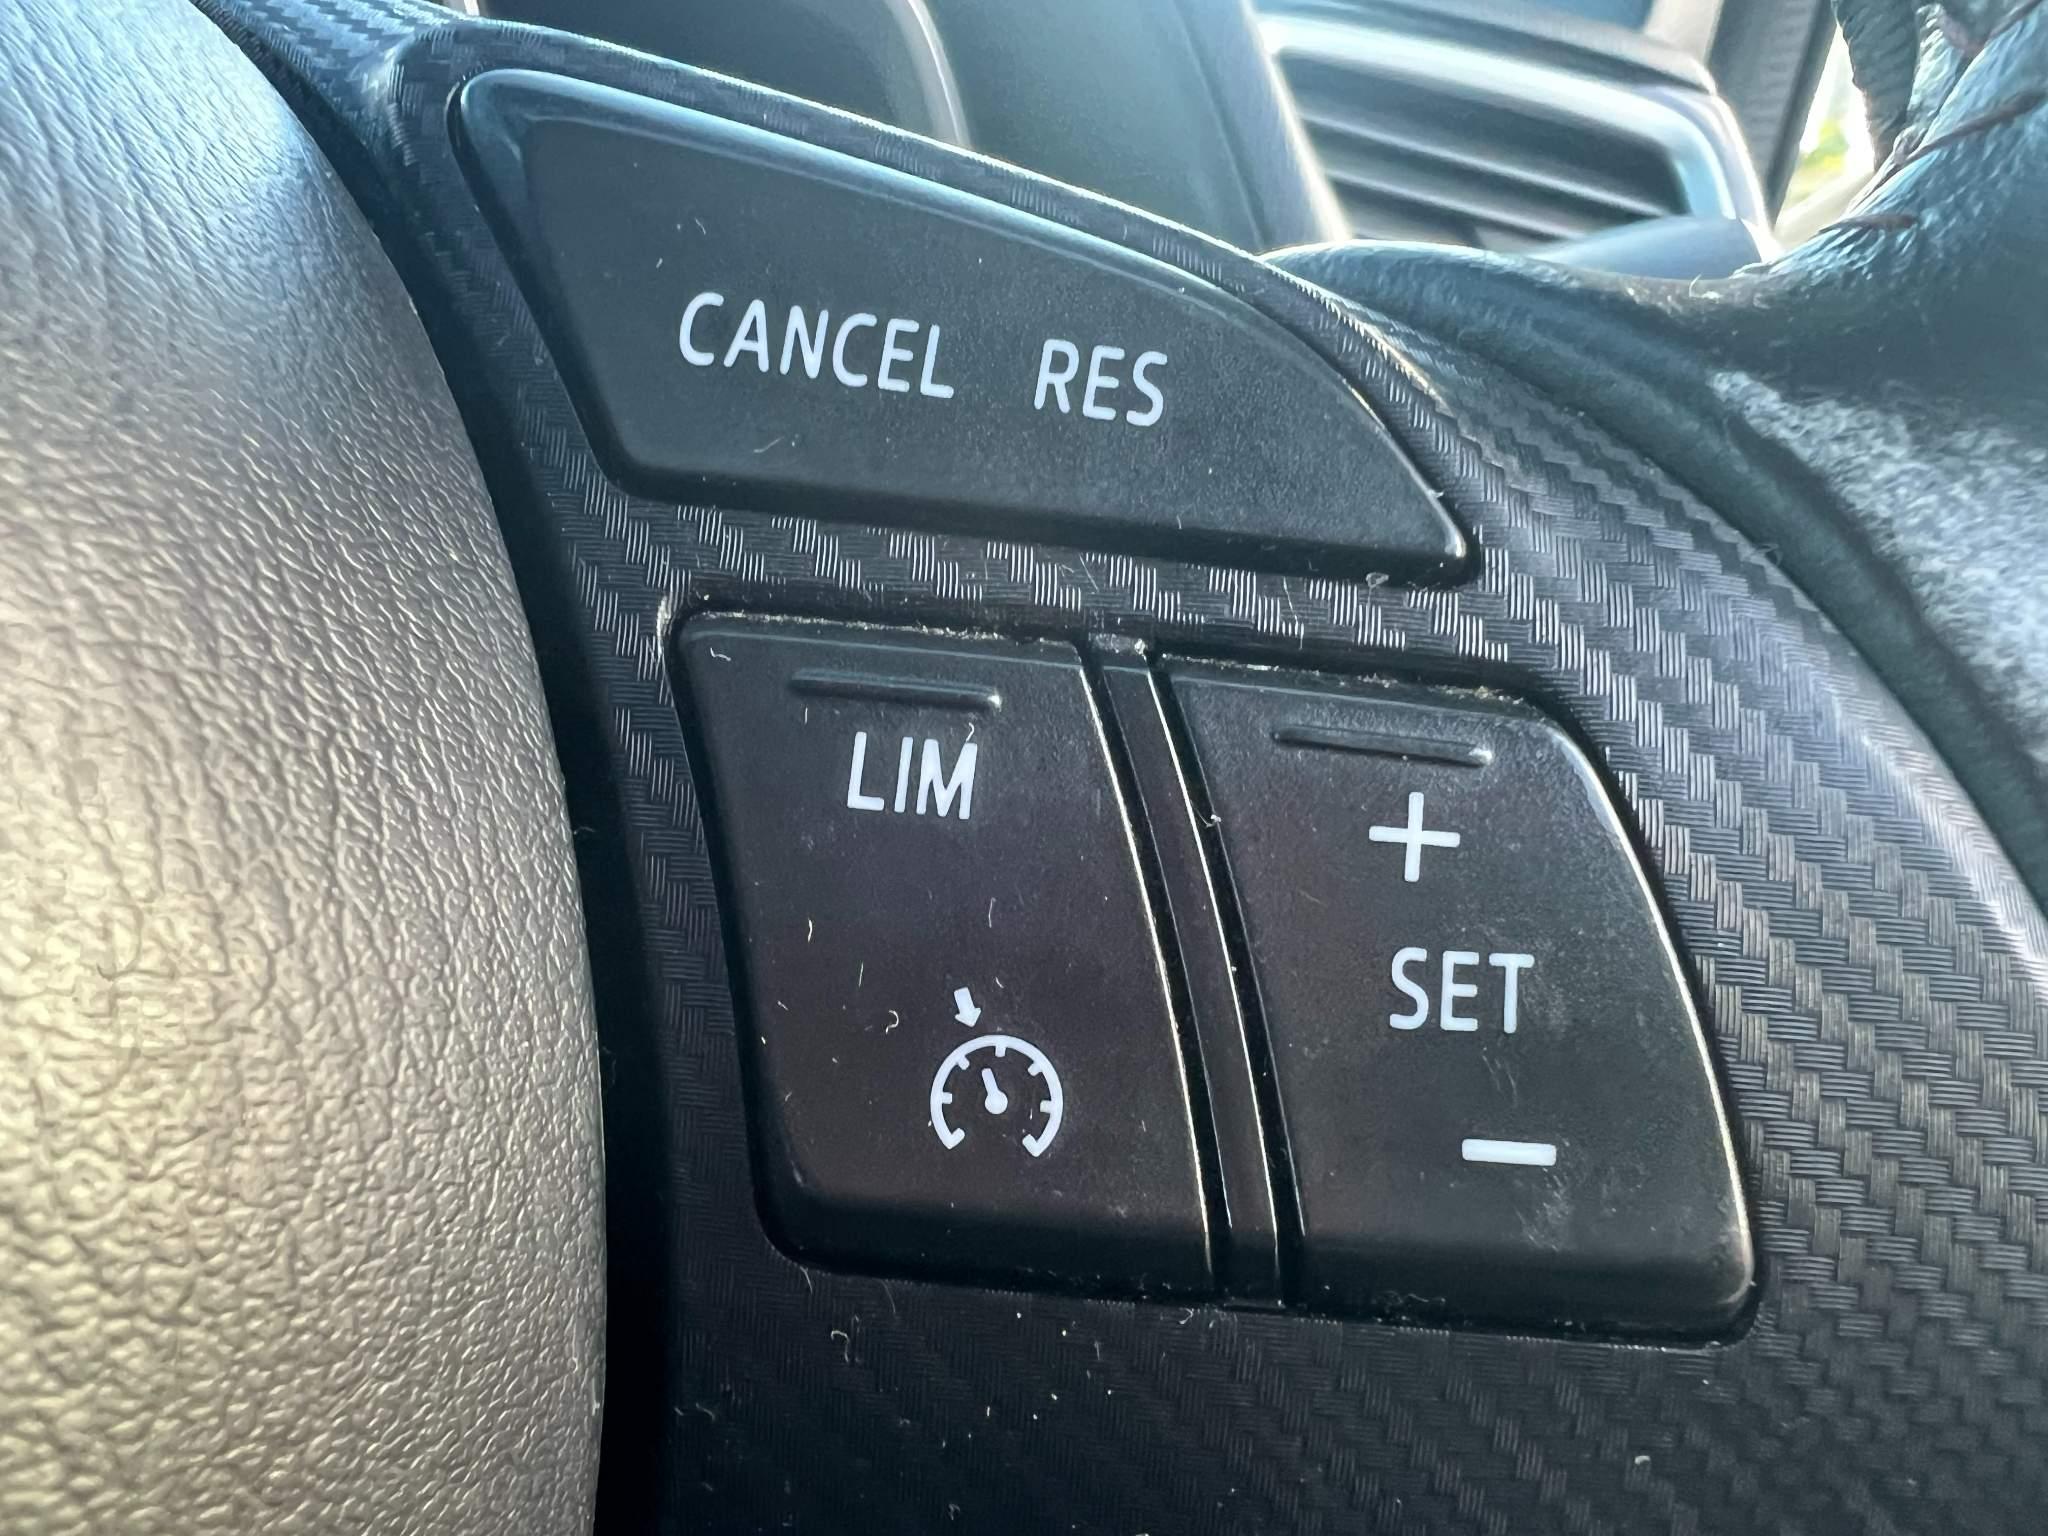 CANCEL RES
LIM
+
SET
−